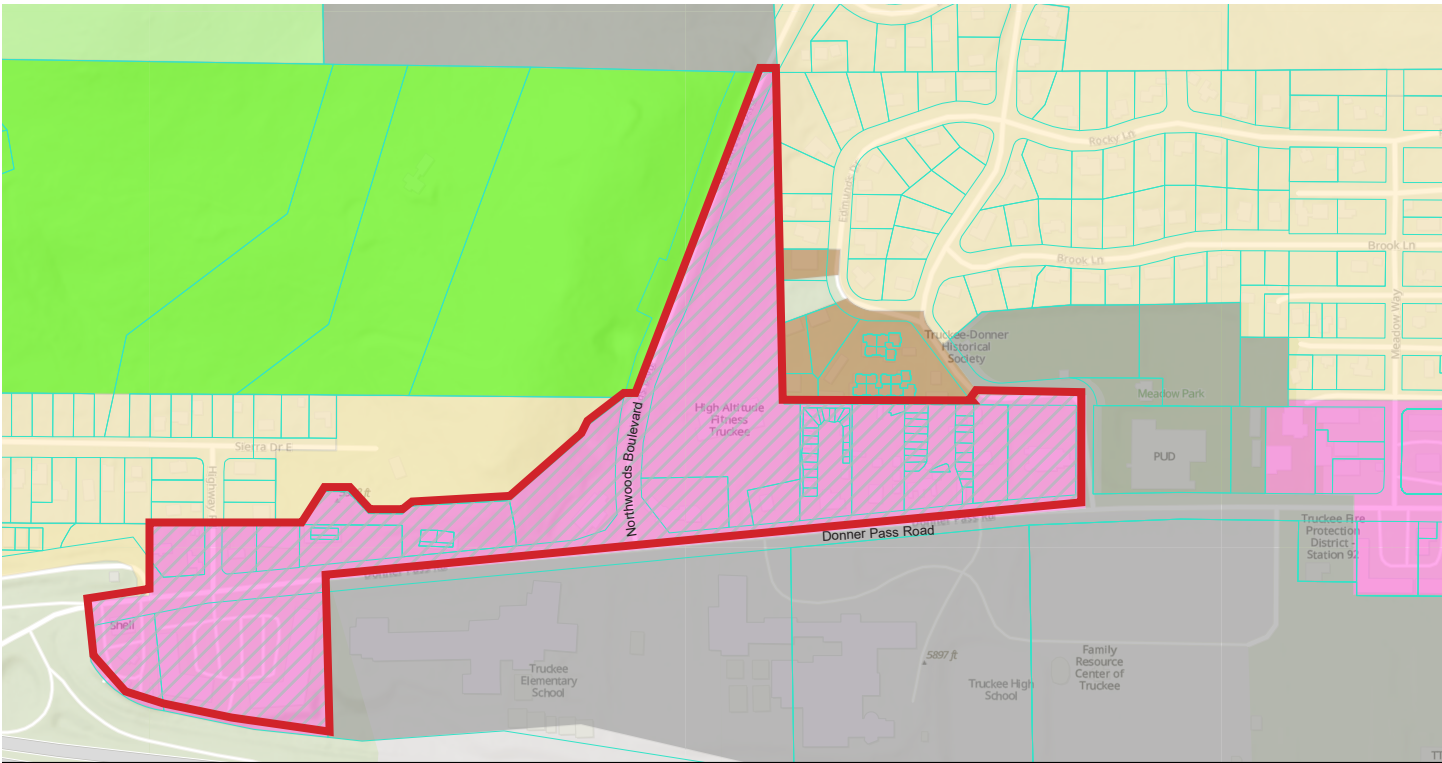 Rocky Ln
Edmunds Dr
Brook Ln
Brook Ln
Meadow Way
Truckee-Donner
Historical
Society
Meadow Park
High Altitude
Fitness
Truckee
Northwoods Boulevard
Sierra Dr E
Highway
PUD
Donner Pass Road
Truckee Fire
Protection
District -
Station 92
Shell
Truckee
Elementary
School
5897 ft
Truckee High
School
Family
Resource
Center of
Truckee